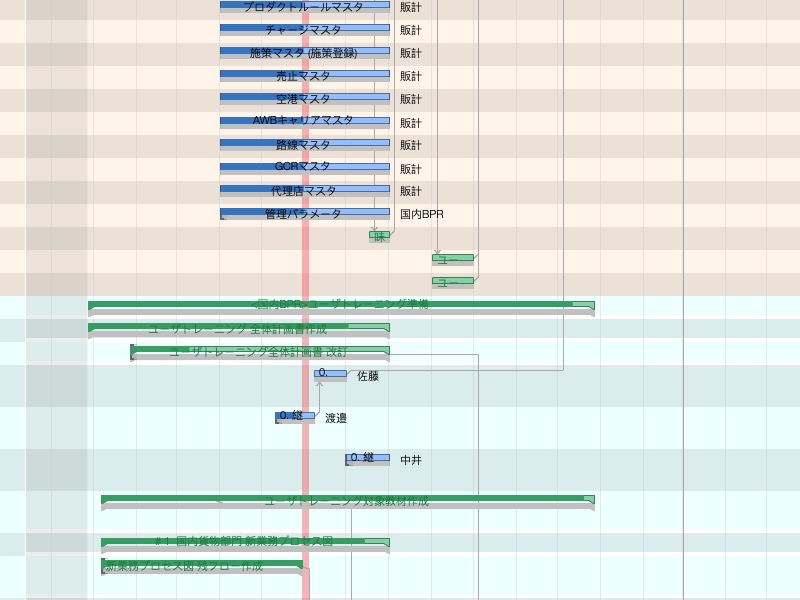 プロダクトルールマスタ 販計
チャージマスタ 販計
施策マスタ (施策登録) 販計
売止マスタ 販計
空港マスタ 販計
AWBキャリアマスタ 販計
路線マスタ 販計
GCRマスタ 販計
代理店マスタ 販計
管理パラメータ 国内BPR
味
ユー
ユー
<国内BPR>ユーザトレーニング準備
ユーザトレーニング 全体計画書作成
ユーザトレーニング全体計画書 改訂
0. 佐藤
0. 継 渡邉
0. 継 中井
ユーザトレーニング対象教材作成
#1 国内貨物部門 新業務プロセス図
新業務プロセス図 残フロー作成